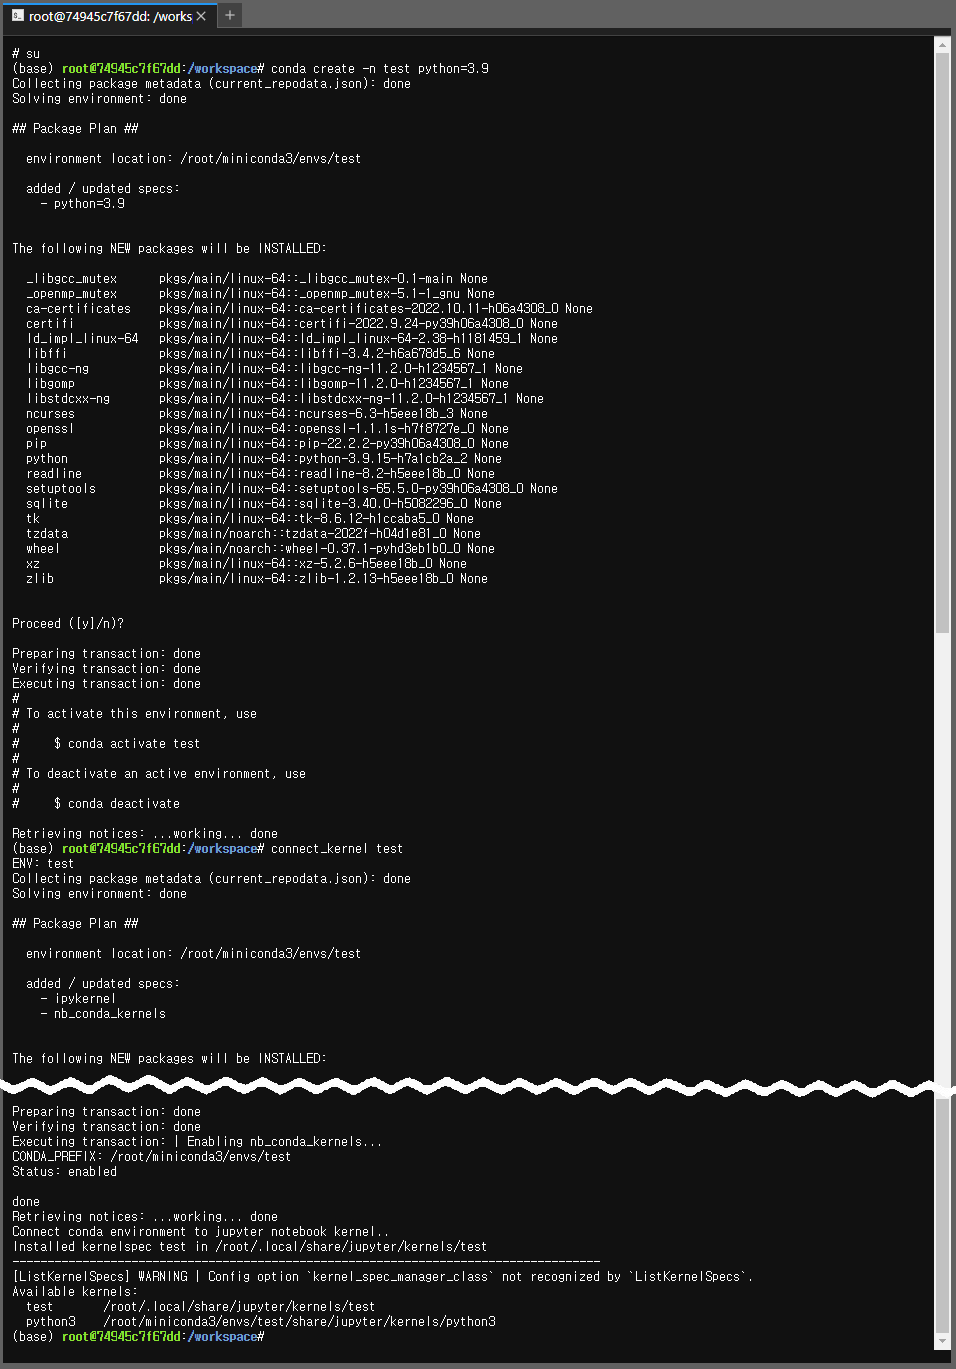 root@74945c7f67dd: /works
# su
(base) root@74945c7f67dd:/workspace# conda create -n test python=3.9
Collecting package metadata (current_repodata.json): done
Solving environment: done
## Package Plan ##
environment location: /root/miniconda3/envs/test
added / updated specs:
- python=3.9
The following NEW packages will be INSTALLED:
_libgcc_mutex pkgs/main/linux-64::_libgcc_mutex-0.1-main None
_openmp_mutex pkgs/main/linux-64::_openmp_mutex-5.1-1_gnu None
ca-certificates pkgs/main/linux-64::ca-certificates-2022.10.11-h06a4308_0 None
certifi pkgs/main/linux-64::certifi-2022.9.24-py39h06a4308_0 None
ld_impl_linux-64 pkgs/main/linux-64::ld_impl_linux-64-2.38-h1181459_1 None
libffi pkgs/main/linux-64::libffi-3.4.2-h6a678d5_6 None
libgcc-ng pkgs/main/linux-64::libgcc-ng-11.2.0-h1234567_1 None
libgomp pkgs/main/linux-64::libgomp-11.2.0-h1234567_1 None
libstdcxx-ng pkgs/main/linux-64::libstdcxx-ng-11.2.0-h1234567_1 None
ncurses pkgs/main/linux-64::ncurses-6.3-h5eee18b_3 None
openssl pkgs/main/linux-64::openssl-1.1.1s-h7f8727e_0 None
pip pkgs/main/linux-64::pip-22.2.2-py39h06a4308_0 None
python pkgs/main/linux-64::python-3.9.15-h7a1cb2a_2 None
readline pkgs/main/linux-64::readline-8.2-h5eee18b_0 None
setuptools pkgs/main/linux-64::setuptools-65.5.0-py39h06a4308_0 None
sqlite pkgs/main/linux-64::sqlite-3.40.0-h5082296_0 None
tk pkgs/main/linux-64::tk-8.6.12-h1ccaba5_0 None
tzdata pkgs/main/noarch::tzdata-2022f-h04d1e81_0 None
wheel pkgs/main/noarch::wheel-0.37.1-pyhd3eb1b0_0 None
xz pkgs/main/linux-64::xz-5.2.6-h5eee18b_0 None
zlib pkgs/main/linux-64::zlib-1.2.13-h5eee18b_0 None
Proceed ([y]/n)?
Preparing transaction: done
Verifying transaction: done
Executing transaction: done
#
# To activate this environment, use
#
# $ conda activate test
#
# To deactivate an active environment, use
#
# $ conda deactivate
Retrieving notices: ...working... done
(base) root@74945c7f67dd:/workspace# connect_kernel test
ENV: test
Collecting package metadata (current_repodata.json): done
Solving environment: done
## Package Plan ##
environment location: /root/miniconda3/envs/test
added / updated specs:
- ipykernel
- nb_conda_kernels
The following NEW packages will be INSTALLED:
Preparing transaction: done
Verifying transaction: done
Executing transaction: | Enabling nb_conda_kernels...
CONDA_PREFIX: /root/miniconda3/envs/test
Status: enabled
done
Retrieving notices: ...working... done
Connect conda environment to jupyter notebook kernel..
Installed kernelspec test in /root/.local/share/jupyter/kernels/test
------------------------------------------------------------------------------------
[ListKernelSpecs] WARNING | Config option `kernel_spec_manager_class` not recognized by `ListKernelSpecs`.
Available kernels:
test /root/.local/share/jupyter/kernels/test
python3 /root/miniconda3/envs/test/share/jupyter/kernels/python3
(base) root@74945c7f67dd:/workspace#